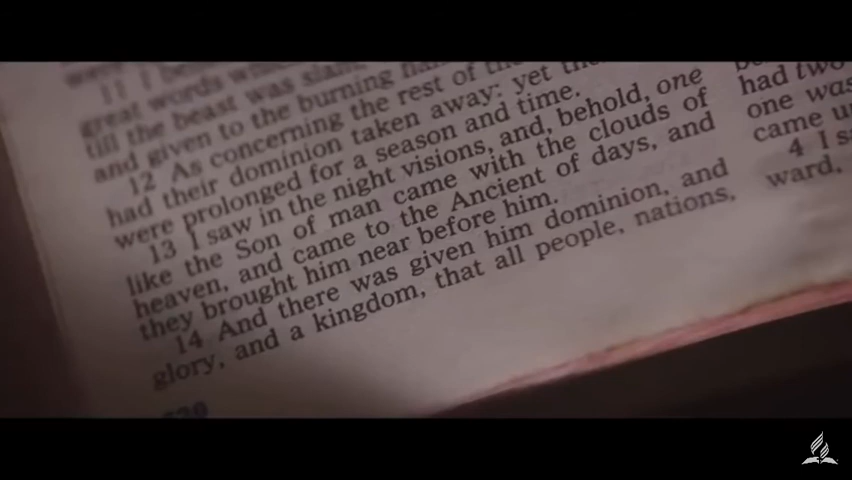 11 I
great words
till the beast was slain,
and given to the burning
12 As concerning the rest of the
had their dominion taken away: yet
were prolonged for a season and time.
13 I saw in the night visions, and, behold, one
like the Son of man came with the clouds of
heaven, and came to the Ancient of days, and
they brought him near before him.
14 And there was given him dominion, and
glory, and a kingdom, that all people, nations,
had two
one was
came
4 I
ward.